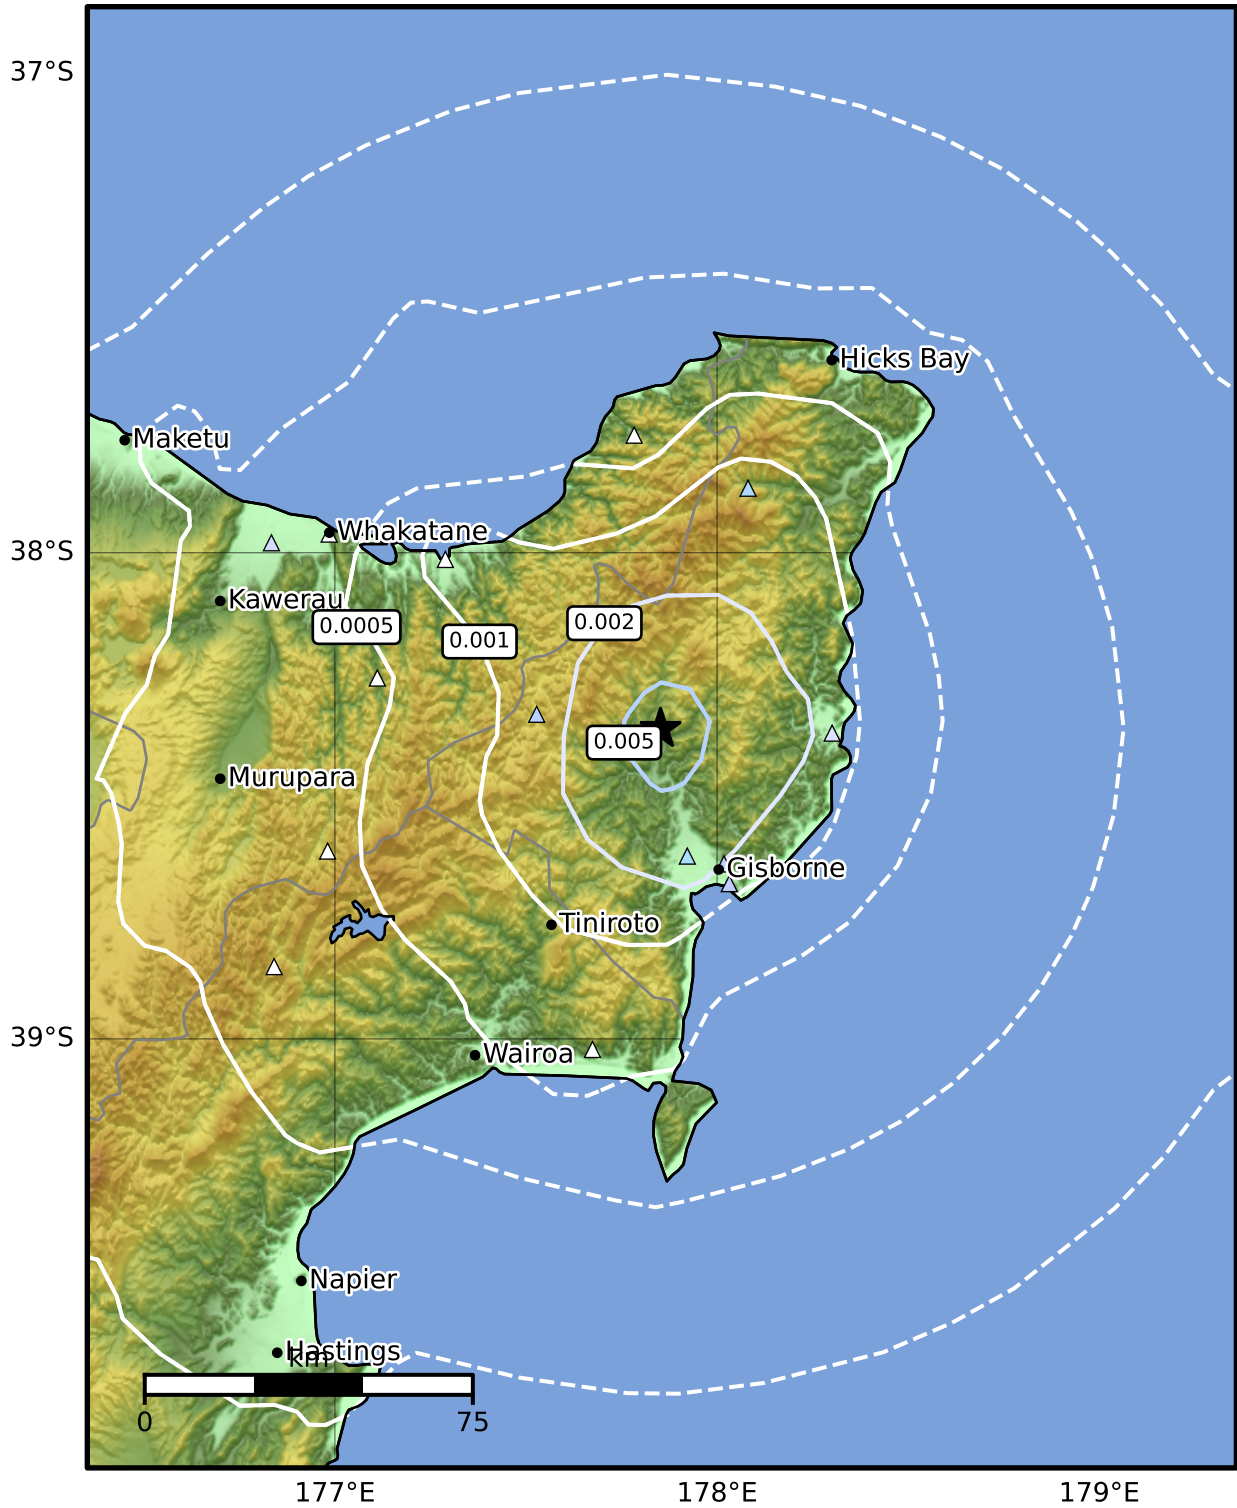 37°S
Hicks Bay
Maketu
Whakatane
38°S
Kawerau
0.0005
0.001
0.002
0.005
Murupara
Gisborne
Tiniroto
39°S
Wairoa
Napier
Hastings
km
0
75
177°E
178°E
179°E